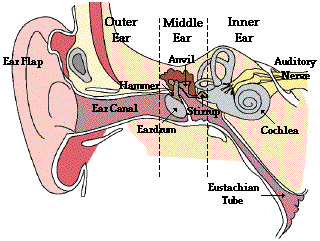 Outer
Ear
Middle
Ear
Inner
Ear
Ear Flap
Anvil
Auditory
Nerve
Hammer
Ear Canal
Stirrup
Eardrum
Cochlea
Eustachian
Tube